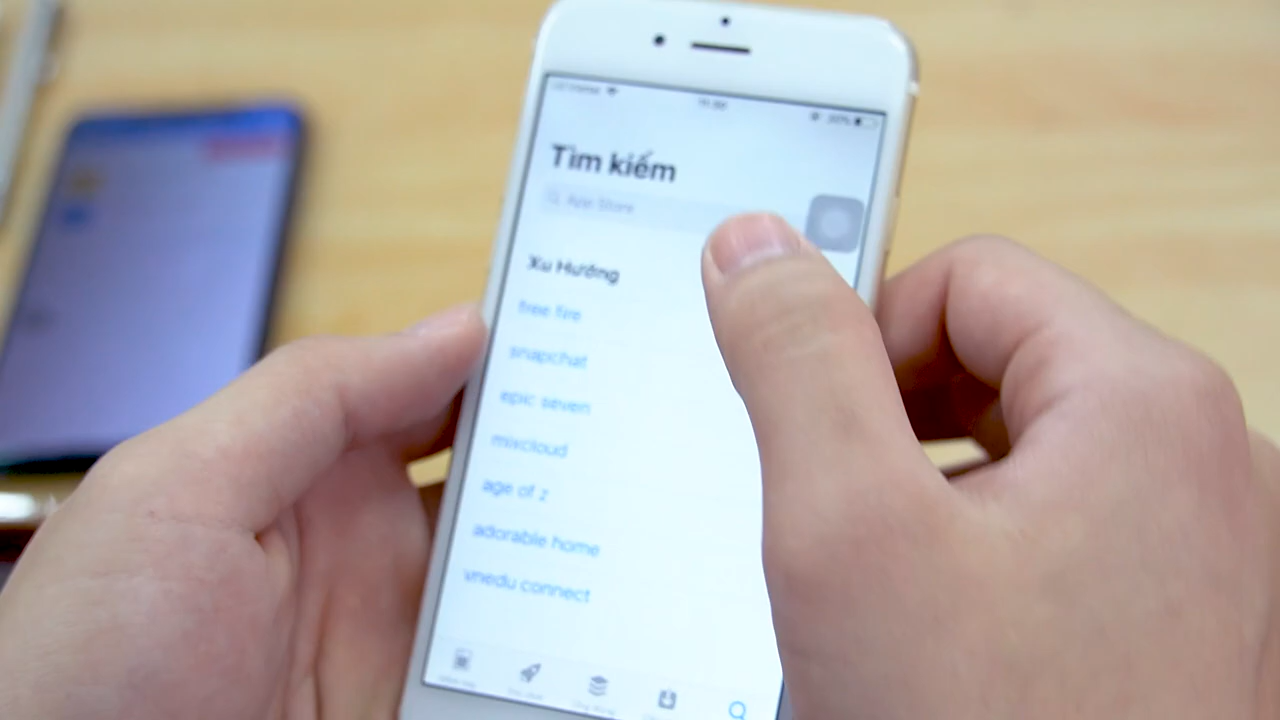 Tìm kiếm
App Store
Xu Hướng
free fire
snapchat
epic seven
mixcloud
age of z
adorable home
vnedu connect